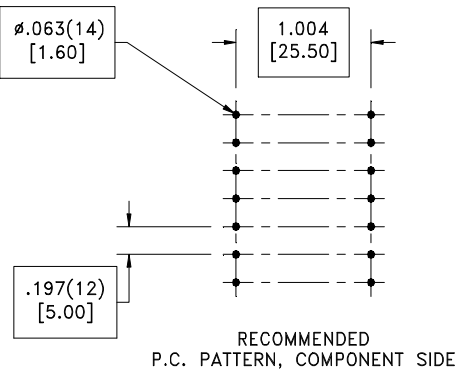 ø.063(14)
[1.60]
1.004
[25.50]
.197(12)
[5.00]
RECOMMENDED
P.C. PATTERN, COMPONENT SIDE